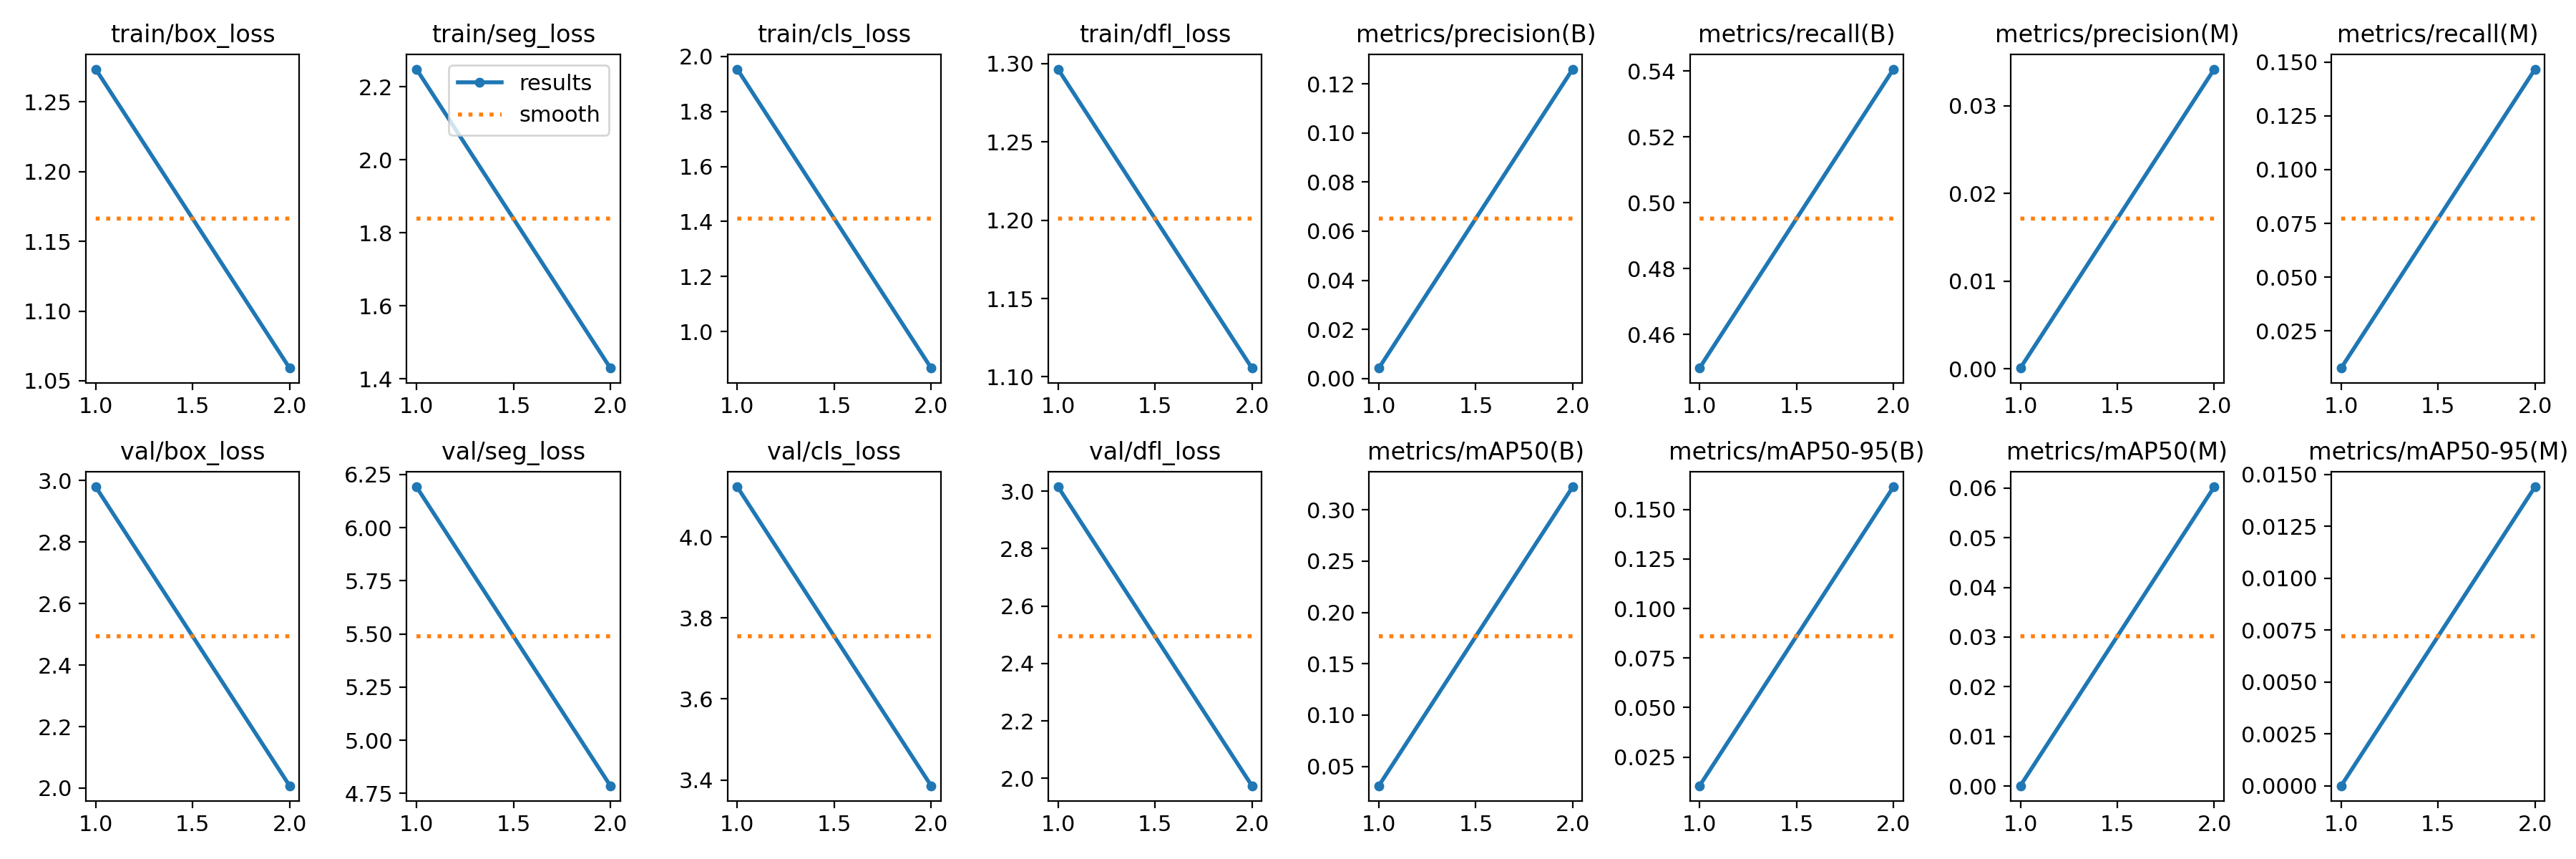 train/box_loss
1.25
1.20
1.15
1.10
1.05
1.0 1.5 2.0
train/seg_loss
results
smooth
2.2
2.0
1.8
1.6
1.4
1.0 1.5 2.0
train/cls_loss
2.0
1.8
1.6
1.4
1.2
1.0
1.0 1.5 2.0
train/dfl_loss
1.30
1.25
1.20
1.15
1.10
1.0 1.5 2.0
metrics/precision(B)
0.12
0.10
0.08
0.06
0.04
0.02
0.00
1.0 1.5 2.0
metrics/recall(B)
0.54
0.52
0.50
0.48
0.46
1.0 1.5 2.0
metrics/precision(M)
0.03
0.02
0.01
0.00
1.0 1.5 2.0
metrics/recall(M)
0.150
0.125
0.100
0.075
0.050
0.025
1.0 1.5 2.0
val/box_loss
3.0
2.8
2.6
2.4
2.2
2.0
1.0 1.5 2.0
val/seg_loss
6.25
6.00
5.75
5.50
5.25
5.00
4.75
1.0 1.5 2.0
val/cls_loss
4.0
3.8
3.6
3.4
1.0 1.5 2.0
val/dfl_loss
3.0
2.8
2.6
2.4
2.2
2.0
1.0 1.5 2.0
metrics/mAP50(B)
0.30
0.25
0.20
0.15
0.10
0.05
1.0 1.5 2.0
metrics/mAP50-95(B)
0.150
0.125
0.100
0.075
0.050
0.025
1.0 1.5 2.0
metrics/mAP50(M)
0.06
0.05
0.04
0.03
0.02
0.01
0.00
1.0 1.5 2.0
metrics/mAP50-95(M)
0.0150
0.0125
0.0100
0.0075
0.0050
0.0025
0.0000
1.0 1.5 2.0